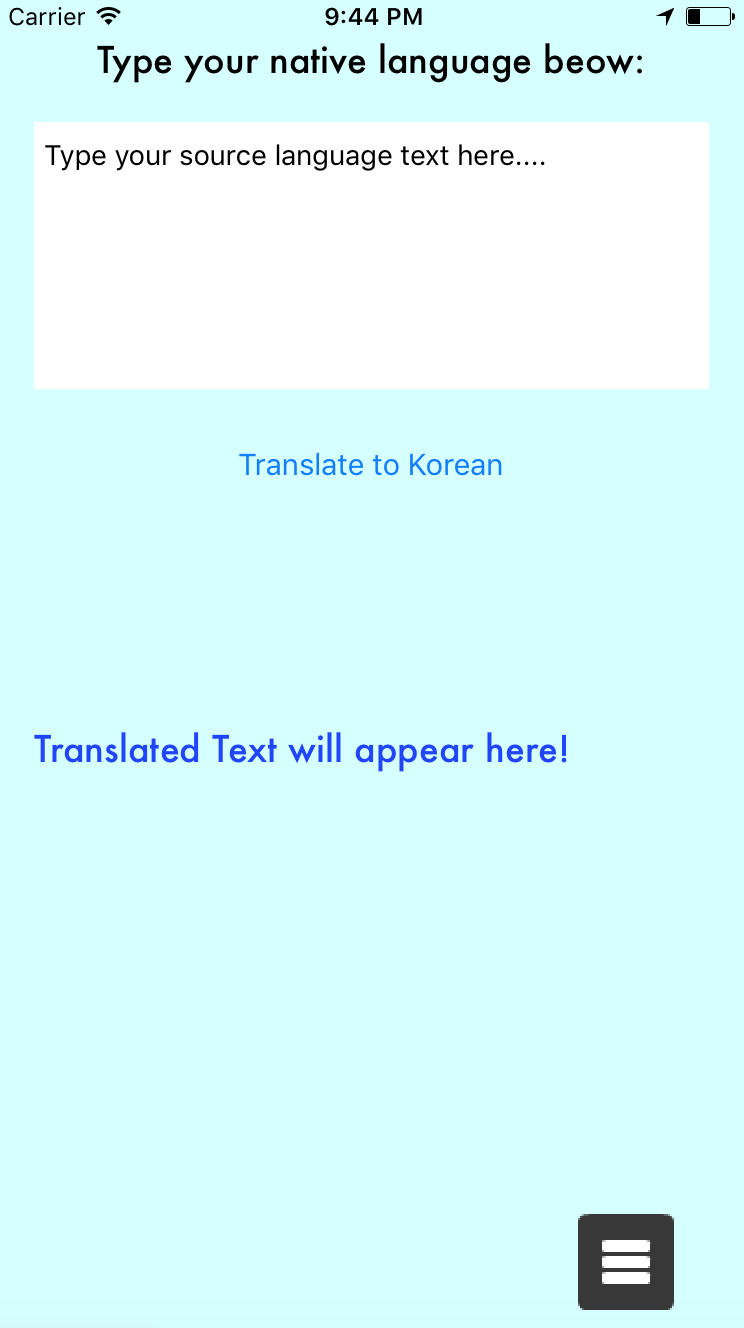 Carrier 9:44 PM
Type your native language beow:
Type your source language text here....
Translate to Korean
Translated Text will appear here!